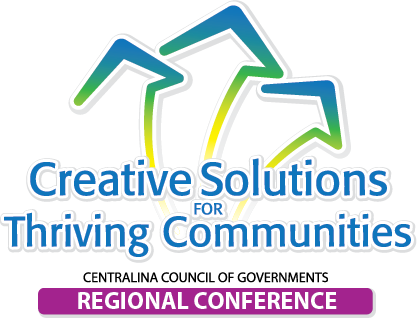 Creative Solutions
FOR
Thriving Communities
CENTRALINA COUNCIL OF GOVERNMENTS
REGIONAL CONFERENCE